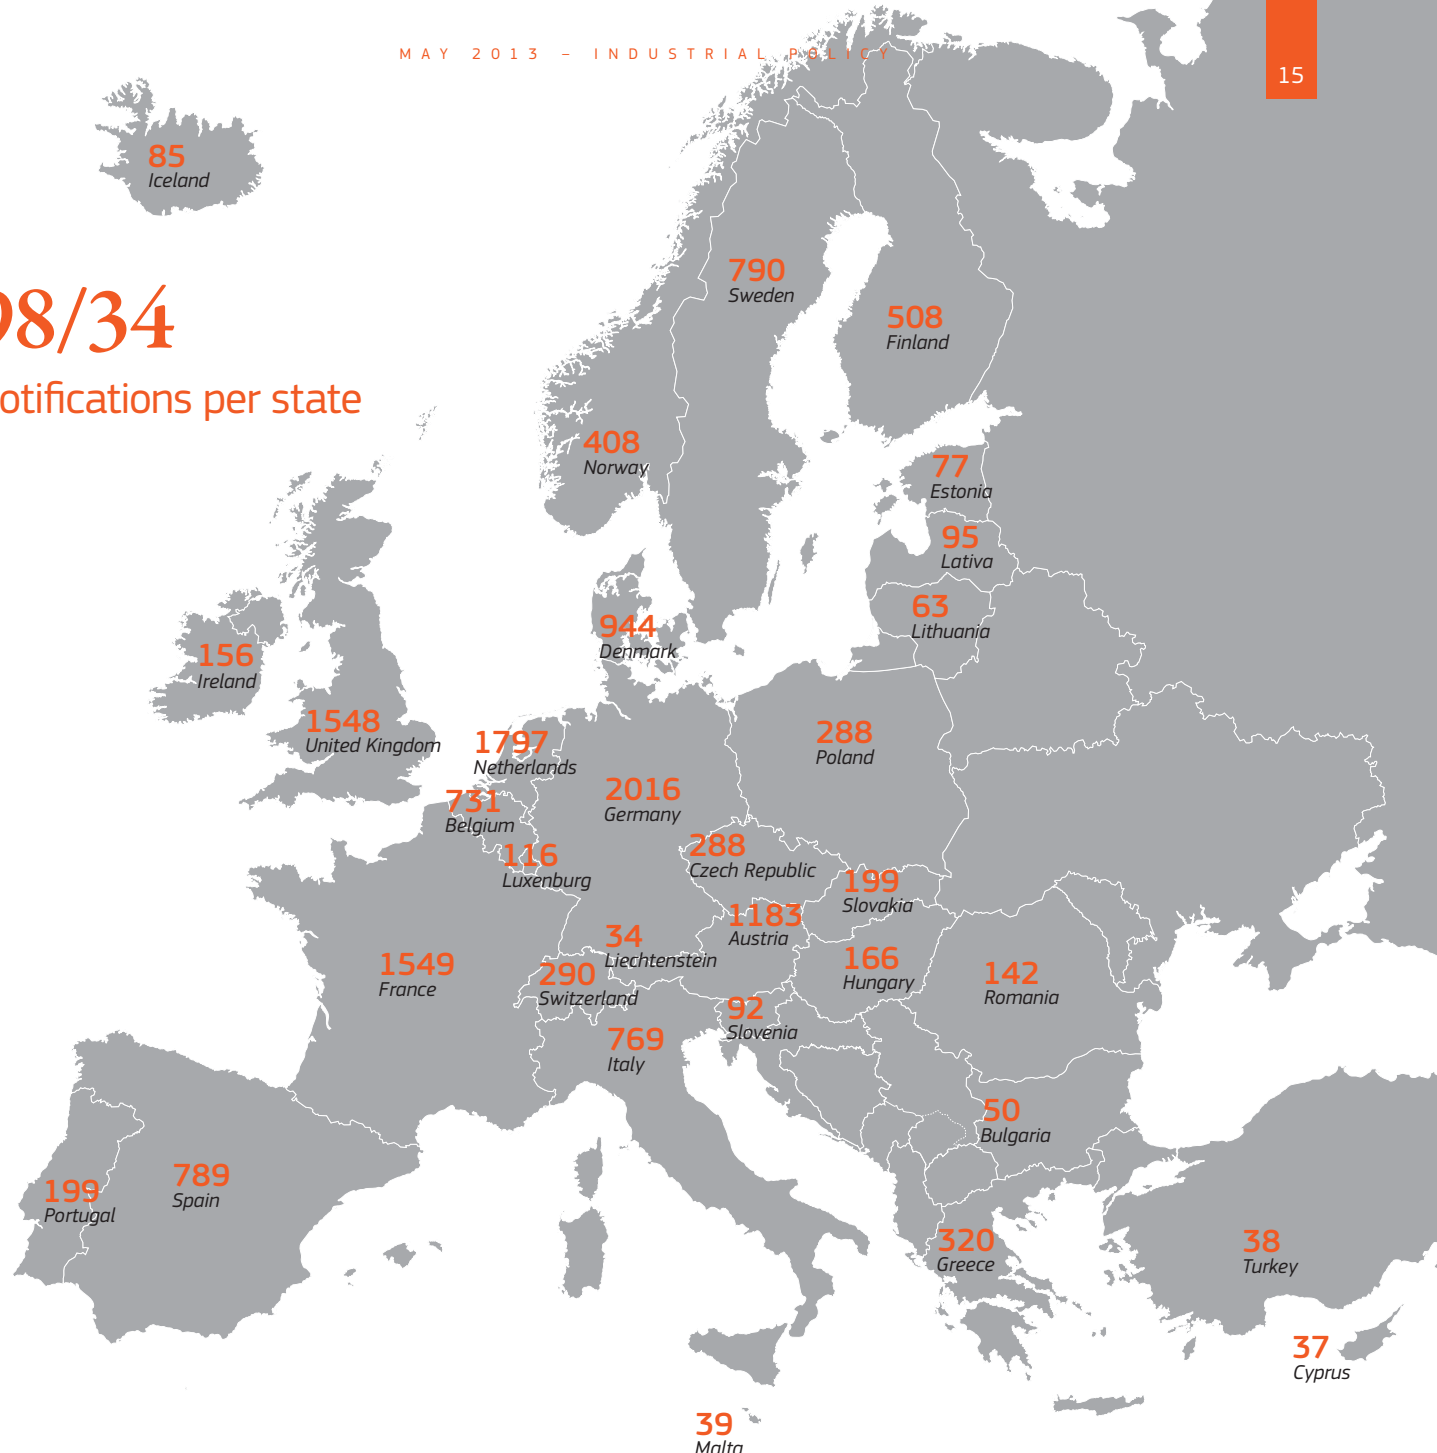 MAY 2013 – INDUSTRIAL POLICY
15
85
Iceland
98/34
otifications per state
790
Sweden
508
Finland
408
Norway
77
Estonia
95
Lativa
63
Lithuania
944
Denmark
156
Ireland
1548
United Kingdom
1797
Netherlands
288
Poland
2016
Germany
731
Belgium
116
Luxenburg
288
Czech Republic
199
Slovakia
1183
Austria
34
Liechtenstein
290
Switzerland
1549
France
166
Hungary
142
Romania
92
Slovenia
769
Italy
50
Bulgaria
199
Portugal
789
Spain
320
Greece
38
Turkey
37
Cyprus
39
Malta